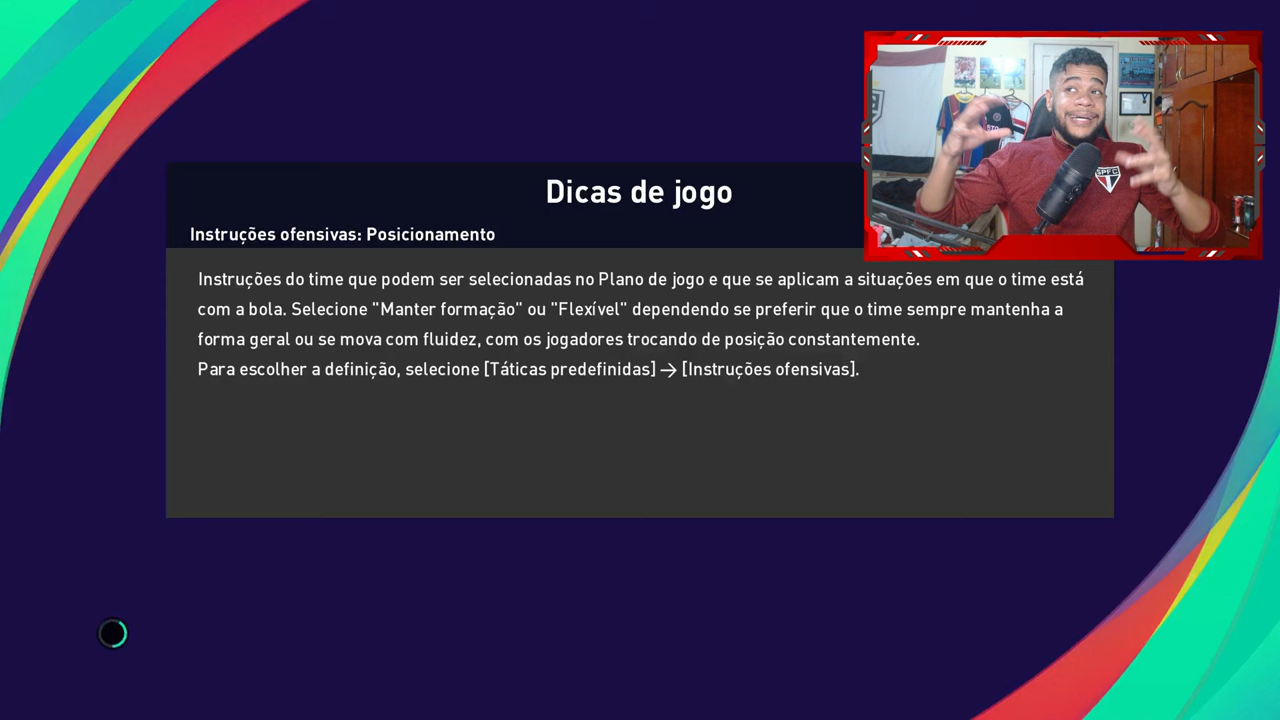 Dicas de jogo
SPFC
Instruções ofensivas: Posicionamento
Instruções do time que podem ser selecionadas no Plano de jogo e que se aplicam a situações em que o time está
com a bola. Selecione "Manter formação" ou "Flexível" dependendo se preferir que o time sempre mantenha a
forma geral ou se mova com fluidez, com os jogadores trocando de posição constantemente.
Para escolher a definição, selecione [Táticas predefinidas] → [Instruções ofensivas].